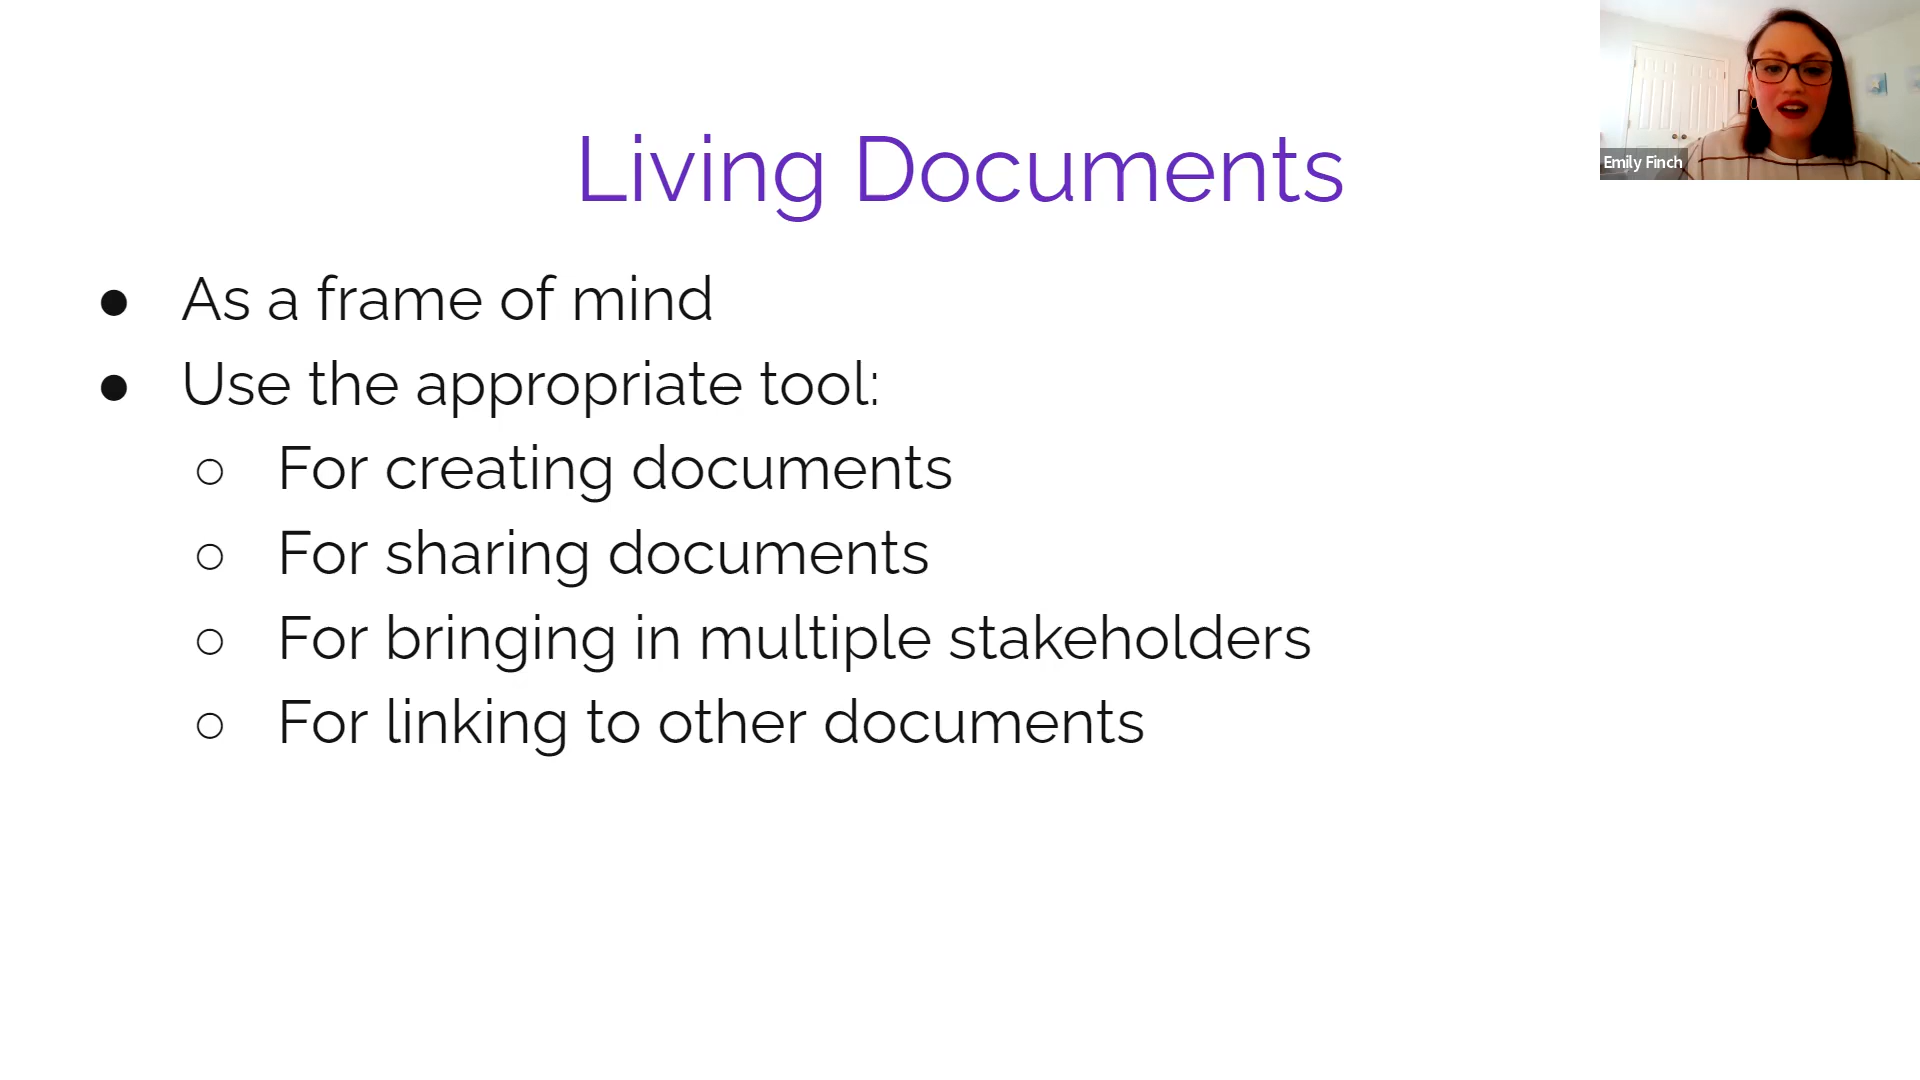 Living Documents
Emily Finch
● As a frame of mind
● Use the appropriate tool:
○ For creating documents
○ For sharing documents
○ For bringing in multiple stakeholders
○ For linking to other documents